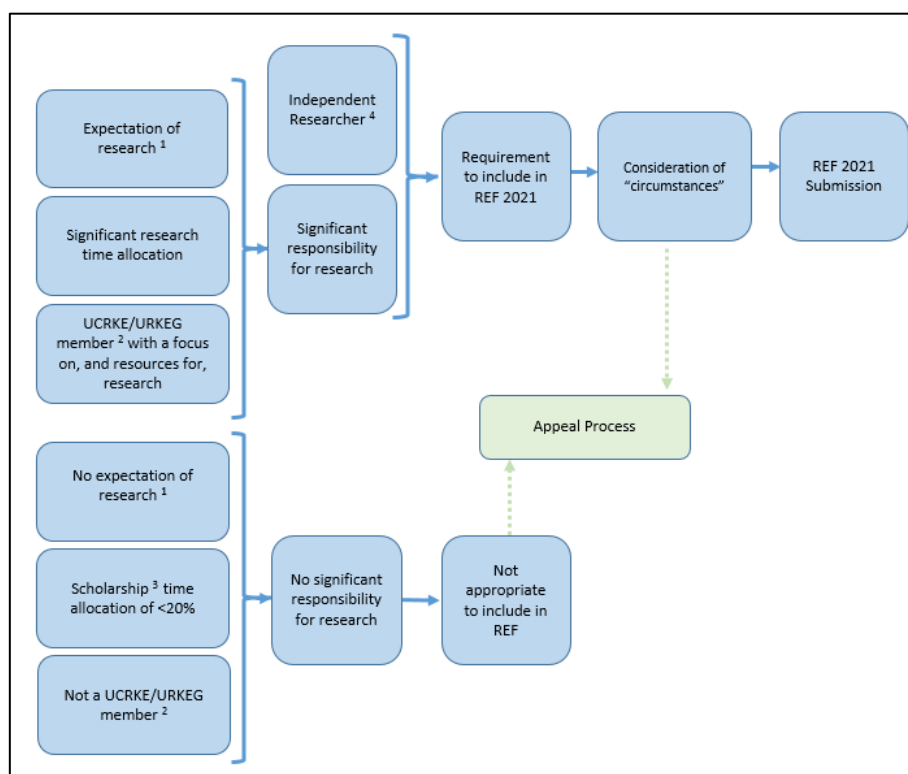 Expectation of
research 1
Significant research
time allocation
UCRKE/URKEG
member 2 with a focus
on, and resources for,
research
Independent
Researcher 4
Significant
responsibility
for research
Requirement
to include in
REF 2021
Consideration of
“circumstances”
REF 2021
Submission
Appeal Process
No expectation of
research 1
Scholarship 3 time
allocation of <20%
Not a UCRKE/URKEG
member 2
No significant
responsibility
for research
Not
appropriate
to include in
REF